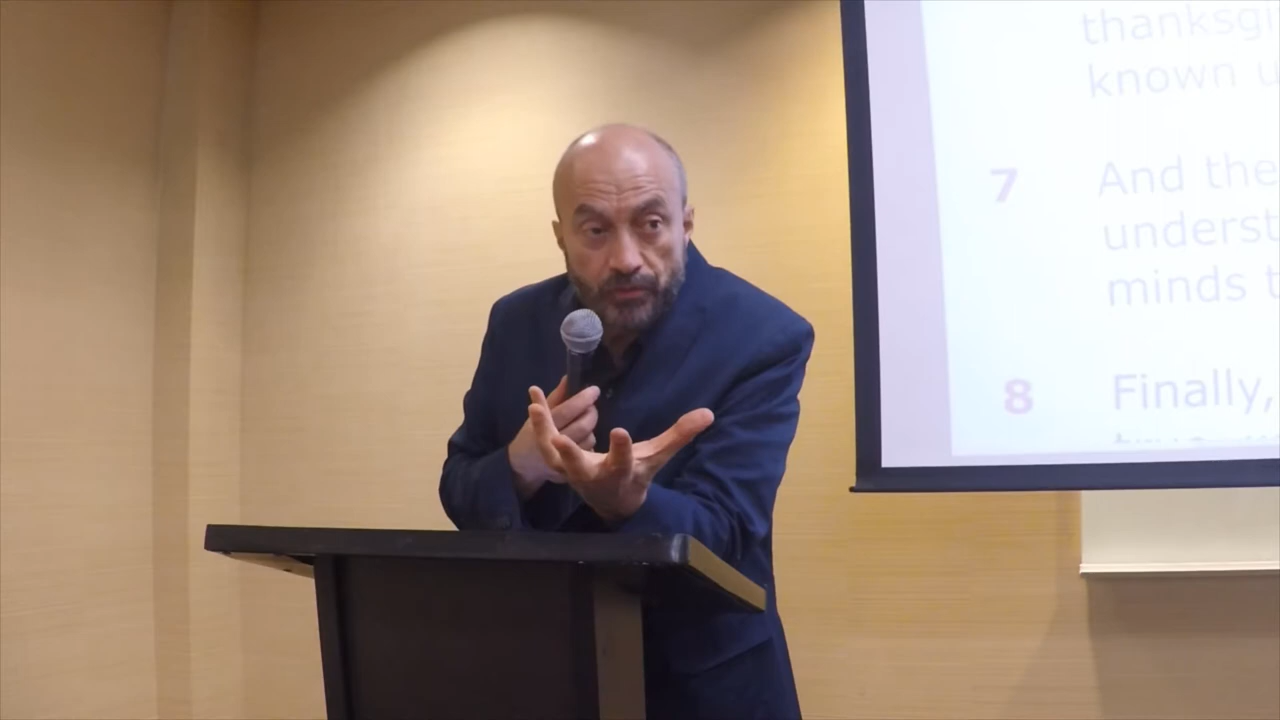 thanksgi
known u
7 And the
underst
minds t
8 Finally,